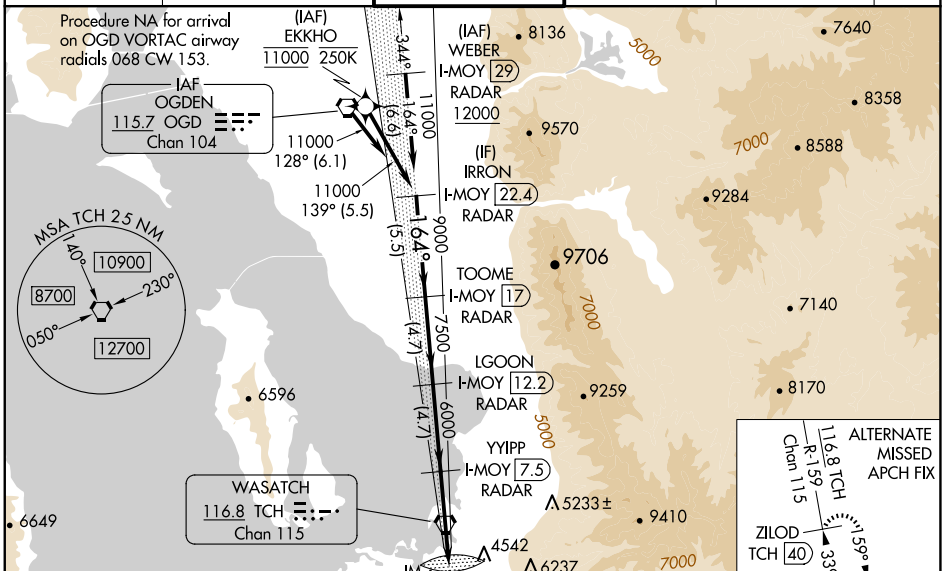 Procedure NA for arrival
on OGD VORTAC airway
radials 068 CW 153.
(IAF)
EKKHO
11000 250K
IAF
OGDEN
115.7 OGD
Chan 104
11000
128° (6.1)
11000
139° (5.5)
344°
164°
(6.6)
11000
(IAF)
WEBER
I-MOY 29
RADAR
12000
(IF)
IRRON
I-MOY 22.4
RADAR
164°
(5.5)
9000
TOOME
I-MOY 17
RADAR
(4.7)
7500
LGOON
I-MOY 12.2
RADAR
(4.7)
6000
YYIPP
I-MOY 7.5
RADAR
MSA TCH 25 NM
140°
10900
8700
230°
050°
12700
WASATCH
116.8 TCH
Chan 115
8136
5000
7640
8358
9570
7000
8588
9284
9706
7000
7140
6596
9259
8170
5000
5233±
9410
6649
4542
6237
7000
IM
ALTERNATE
MISSED
APCH FIX
116.8 TCH
R-159
Chan 115
ZILOD
TCH 40
159°